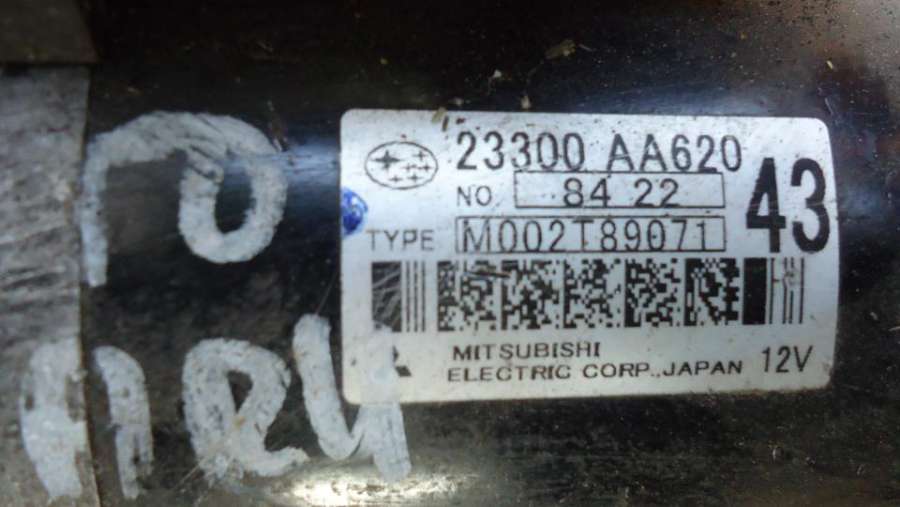 23300 AA620
NO. 84 22
43
TYPE M002T89071
MITSUBISHI
ELECTRIC CORP., JAPAN 12V